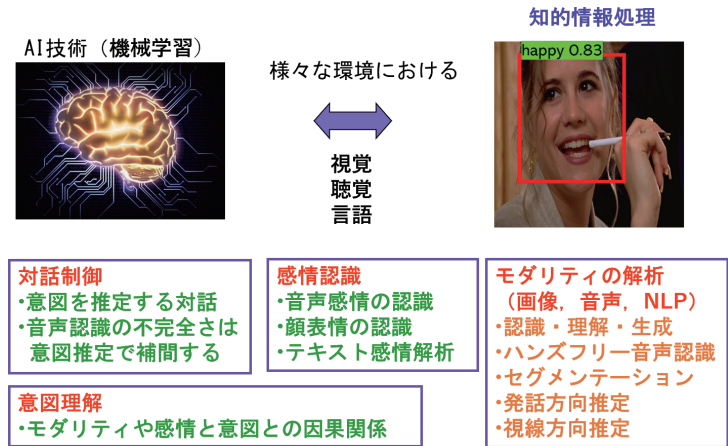 知的情報処理
AI技術（機械学習）
様々な環境における
happy 0.83
視覚
聴覚
言語
対話制御
・意図を推定する対話
・音声認識の不完全さは
意図推定で補間する
感情認識
・音声感情の認識
・顔表情の認識
・テキスト感情解析
モダリティの解析
（画像，音声，NLP）
・認識・理解・生成
・ハンズフリー音声認識
・セグメンテーション
・発話方向推定
・視線方向推定
意図理解
・モダリティや感情と意図との因果関係